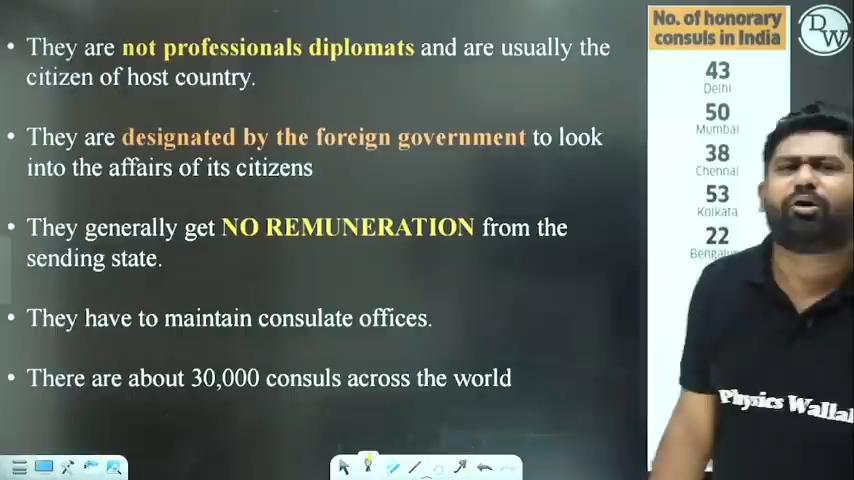 • They are not professionals diplomats and are usually the
citizen of host country.
• They are designated by the foreign government to look
into the affairs of its citizens
• They generally get NO REMUNERATION from the
sending state.
• They have to maintain consulate offices.
• There are about 30,000 consuls across the world
No. of honorary
consuls in India
43
Delhi
50
Mumbai
38
Chennai
53
Kolkata
22
PW
Physics Wallah